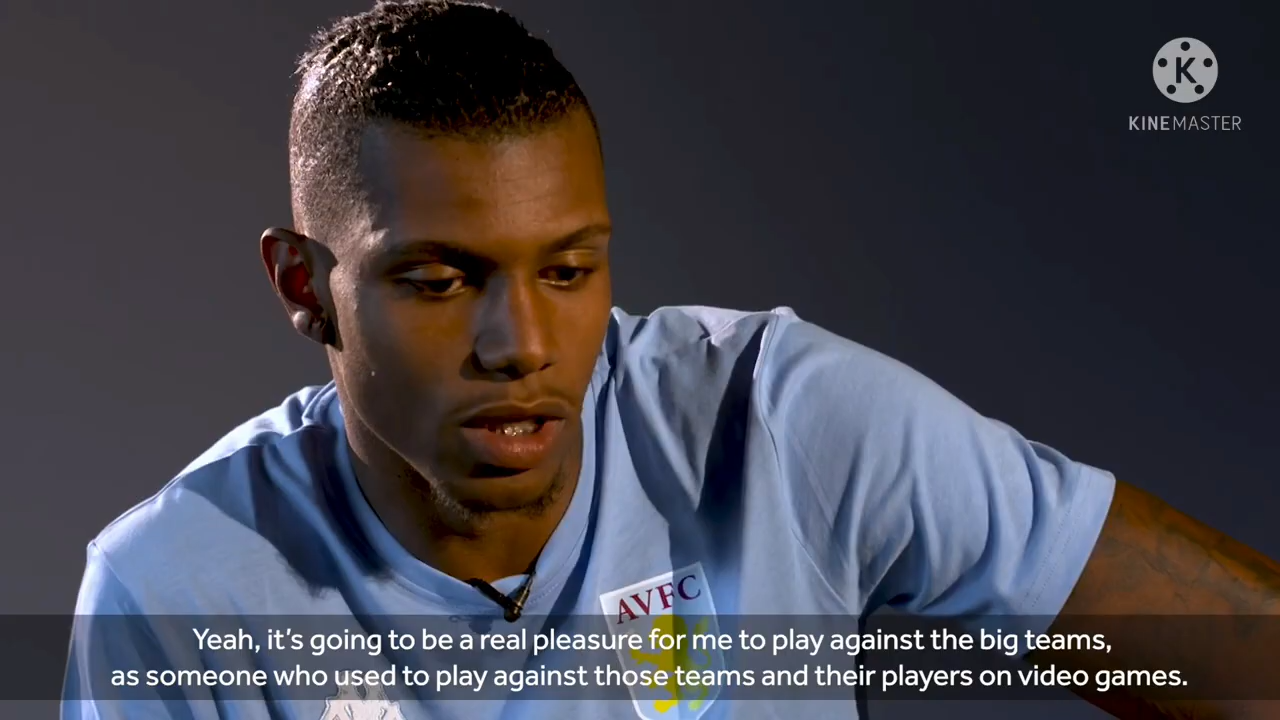 K
KINEMASTER
AVFC
Yeah, it's going to be a real pleasure for me to play against the big teams,
as someone who used to play against those teams and their players on video games.